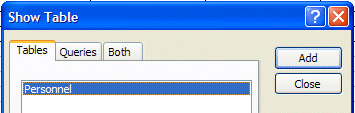 Show Table
Tables Queries Both
Add
Personnel
Close